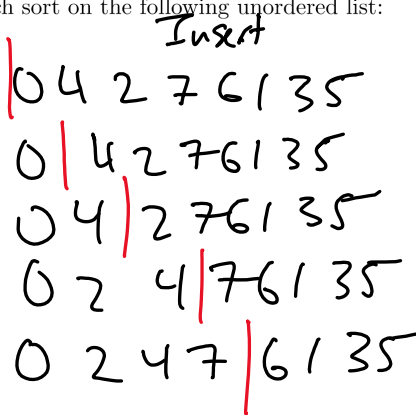 ch sort on the following unordered list:
Insert
|0 4 2 7 6 1 3 5
0|4 2 7 6 1 3 5
0 4|2 7 6 1 3 5
0 2 4|7 6 1 3 5
0 2 4 7|6 1 3 5